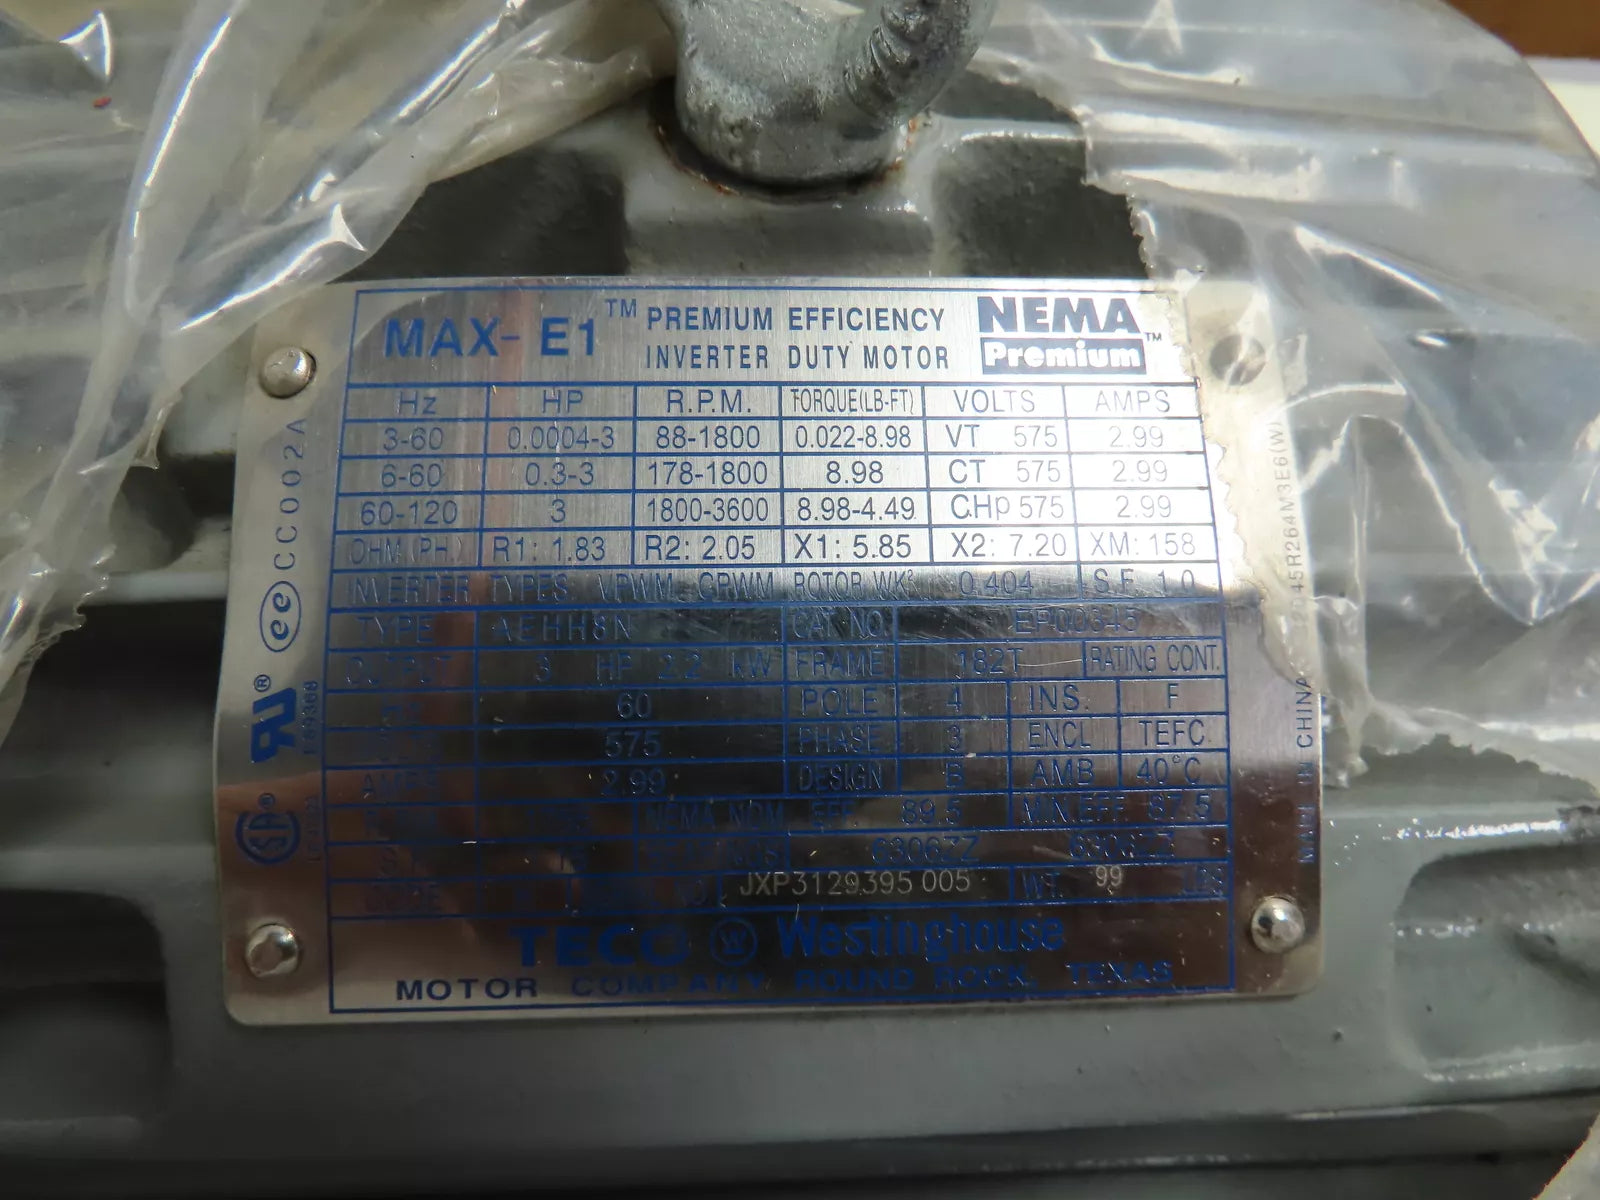 MAX-E1™ PREMIUM EFFICIENCY
INVERTER DUTY MOTOR
NEMA
Premium™
Hz HP R.P.M. TORQUE(LB-FT) VOLTS AMPS
3-60 0.0004-3 88-1800 0.022-8.98 VT 575 2.99
6-60 0.3-3 178-1800 8.98 CT 575 2.99
60-120 3 1800-3600 8.98-4.49 CHp 575 2.99
OHM.(PH.) R1: 1.83 R2: 2.05 X1: 5.85 X2: 7.20 XM: 158
INVERTER TYPES: VPWM, CPWM ROTOR WK² 0.404 S.F. 1.0
TYPE AEHH8N CAT NO. EP00345
OUTPUT 3 HP 2.2 kW FRAME 182T RATING CONT.
60 POLE 4 INS. F
575 PHASE 3 ENCL TEFC
AMPS 2.99 DESIGN B AMB 40°C
NEMA NOM. EFF. 89.5 MIN.EFF. 87.5
6306ZZ
CODE JXP3129395 005 WT. 99 LBS
TECO Westinghouse
MOTOR COMPANY ROUND ROCK, TEXAS
ee CC002A
UR®
SA®
MADE IN CHINA